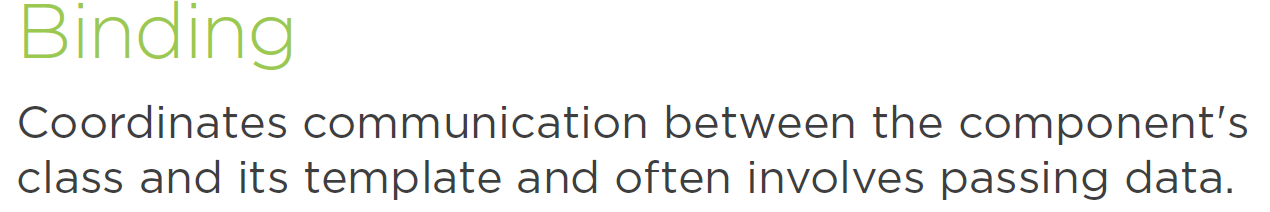 Binding
Coordinates communication between the component's
class and its template and often involves passing data.